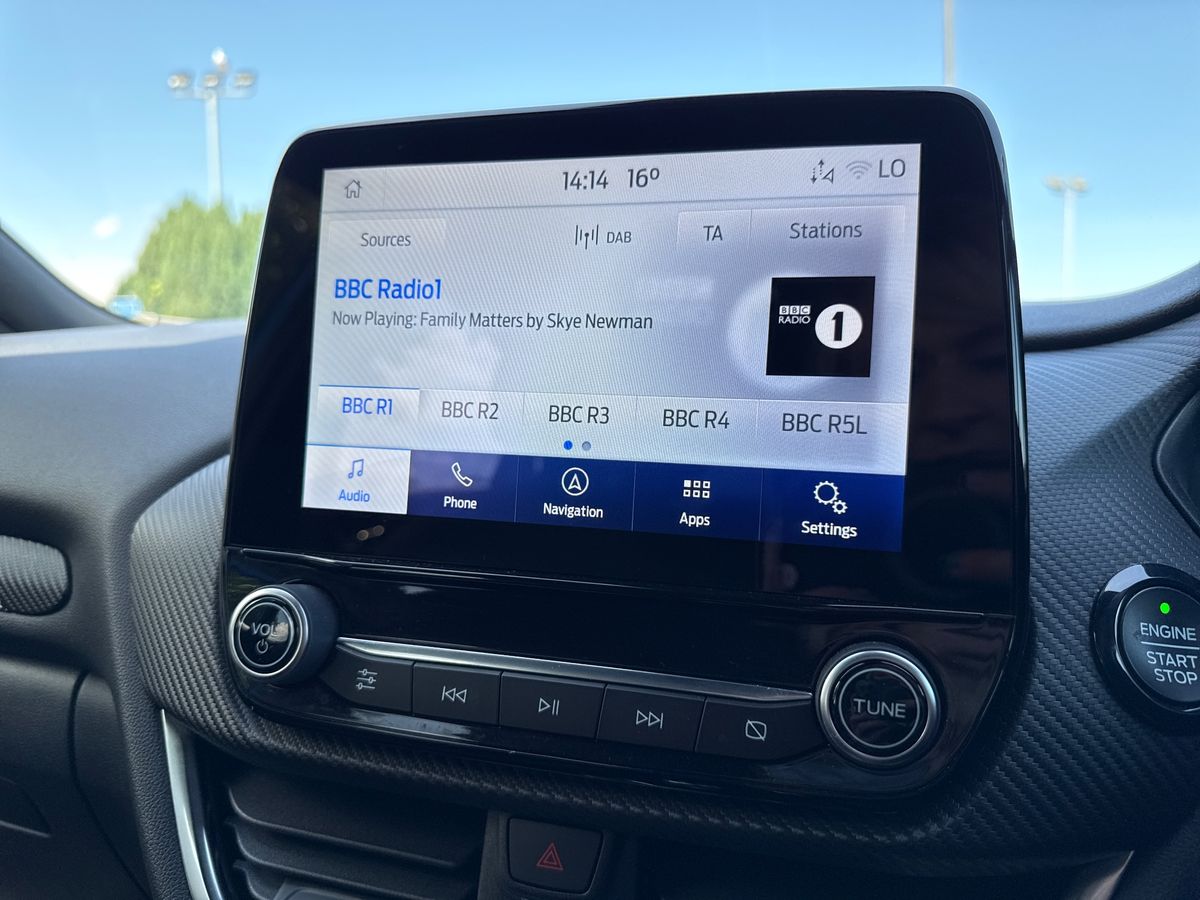 14:14 16° LO
Sources DAB TA Stations
BBC Radio1
Now Playing: Family Matters by Skye Newman
BBC
RADIO
1
BBC R1 BBC R2 BBC R3 BBC R4 BBC R5L
Audio Phone Navigation Apps Settings
VOL
TUNE
ENGINE
START
STOP